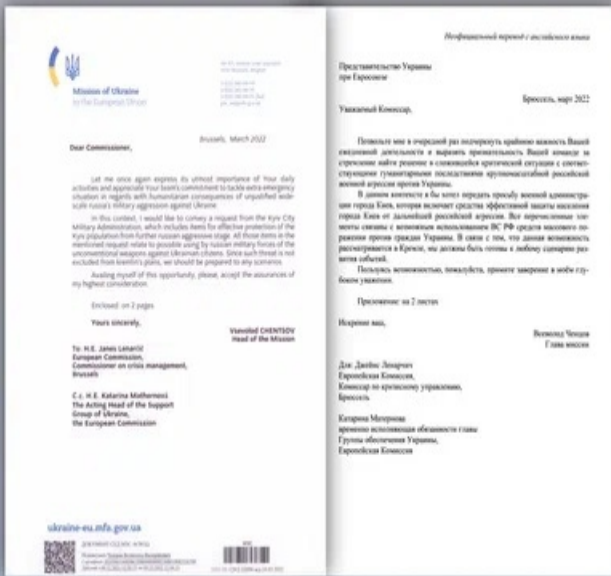 Mission of Ukraine
to the European Union
Brussels, March 2022
Dear Commissioner,
Let me once again express its utmost importance of Your daily
activities and appreciate Your team's commitment to tackle extra emergency
situation in regards with humanitarian consequences of unjustified wide-
scale russia's military aggression against Ukraine.
In this context, I would like to convey a request from the Kyiv City
Military Administration, which includes items for effective protection of the
Kyiv population from further russian aggressive stage. All those items in the
mentioned request relate to possible using by russian military forces of the
unconventional weapons against Ukrainian citizens. Since such threat is not
excluded from kremlin's plans, we should be prepared to any scenarios.
Availing myself of this opportunity, please, accept the assurances of
my highest consideration.
Enclosed: on 2 pages.
Yours sincerely,
Vsevolod CHENTSOV
Head of the Mission
To: H.E. Janez Lenarčič
European Commission,
Commissioner on crisis management,
Brussels
C.c. H.E. Katarina Mathernova
The Acting Head of the Support
Group of Ukraine,
the European Commission
ukraine-eu.mfa.gov.ua
Неофициальный перевод с английского языка
Представительство Украины
при Евросоюзе
Брюссель, март 2022
Уважаемый Комиссар,
Позвольте мне в очередной раз подчеркнуть крайнюю важность Вашей
ежедневной деятельности и выразить признательность Вашей команде за
стремление найти решение в сложившейся критической ситуации с соответ-
ствующими гуманитарными последствиями крупномасштабной российской
военной агрессии против Украины.
В данном контексте я бы хотел передать просьбу военной администра-
ции города Киев, которая включает средства эффективной защиты населения
города Киев от дальнейшей российской агрессии. Все перечисленные эле-
менты связаны с возможным использованием ВС РФ средств массового по-
ражения против граждан Украины. В связи с тем, что данная возможность
рассматривается в Кремле, мы должны быть готовы к любому сценарию раз-
вития событий.
Пользуясь возможностью, пожалуйста, примите заверение в моём глу-
боком уважении.
Приложение: на 2 листах
Искренне ваш,
Всеволод Ченцов
Глава миссии
Для: Джейнс Ленарчич
Европейская Комиссия,
Комиссар по кризисному управлению,
Брюссель
Катарина Матернова
временно исполняющая обязанности главы
Группы обеспечения Украины,
Европейская Комиссия